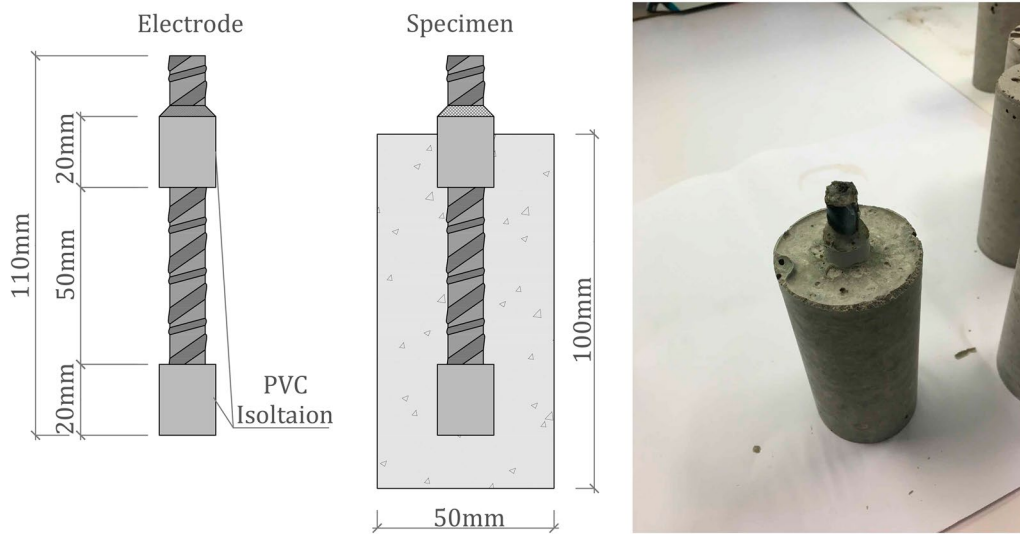 Electrode
Specimen
20mm
50mm
110mm
20mm
PVC
Isoltaion
100mm
50mm